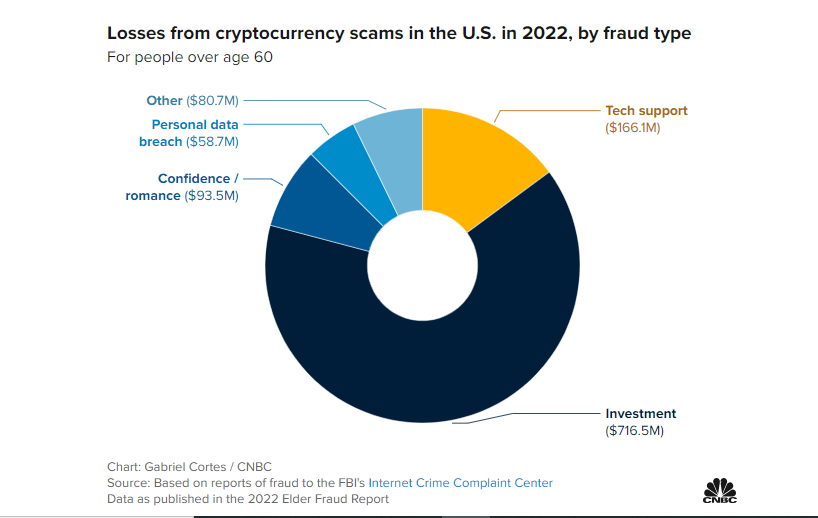 Losses from cryptocurrency scams in the U.S. in 2022, by fraud type
For people over age 60
Other ($80.7M)
Personal data
breach ($58.7M)
Confidence /
romance ($93.5M)
Tech support
($166.1M)
Investment
($716.5M)
Chart: Gabriel Cortes / CNBC
Source: Based on reports of fraud to the FBI's Internet Crime Complaint Center
Data as published in the 2022 Elder Fraud Report
CNBC